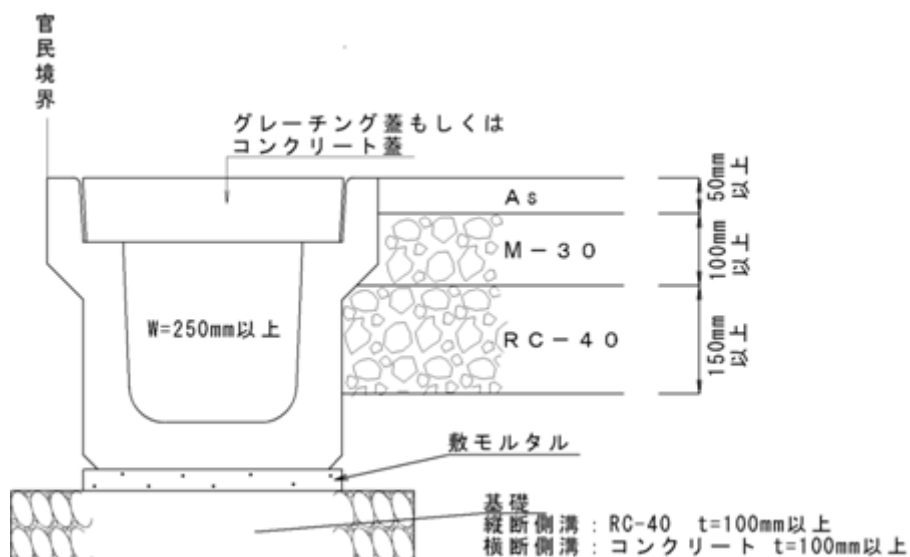 官民境界
グレーチング蓋もしくは
コンクリート蓋
As
50mm
以上
M-30
100mm
以上
W=250mm以上
RC-40
150mm
以上
敷モルタル
基礎
縦断側溝：RC-40 t=100mm以上
横断側溝：コンクリート t=100mm以上